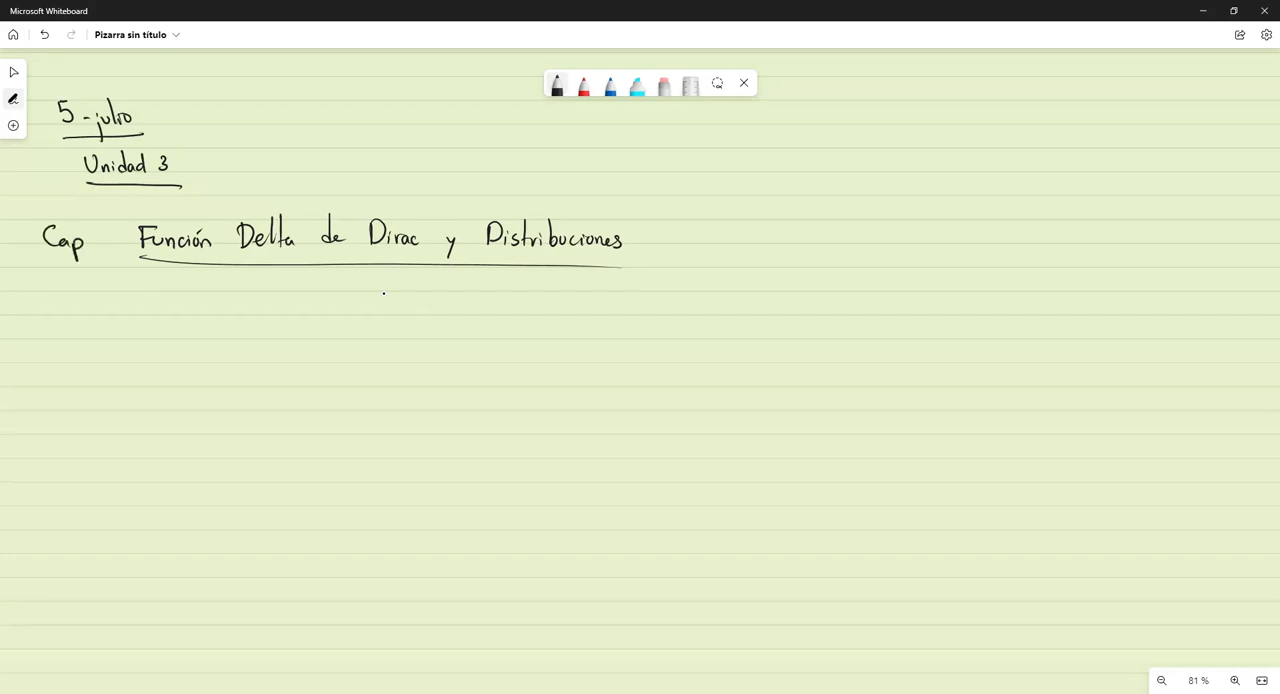 Microsoft Whiteboard
Pizarra sin título
5 - julio
Unidad 3
Cap Función Delta de Dirac y Distribuciones
81 %